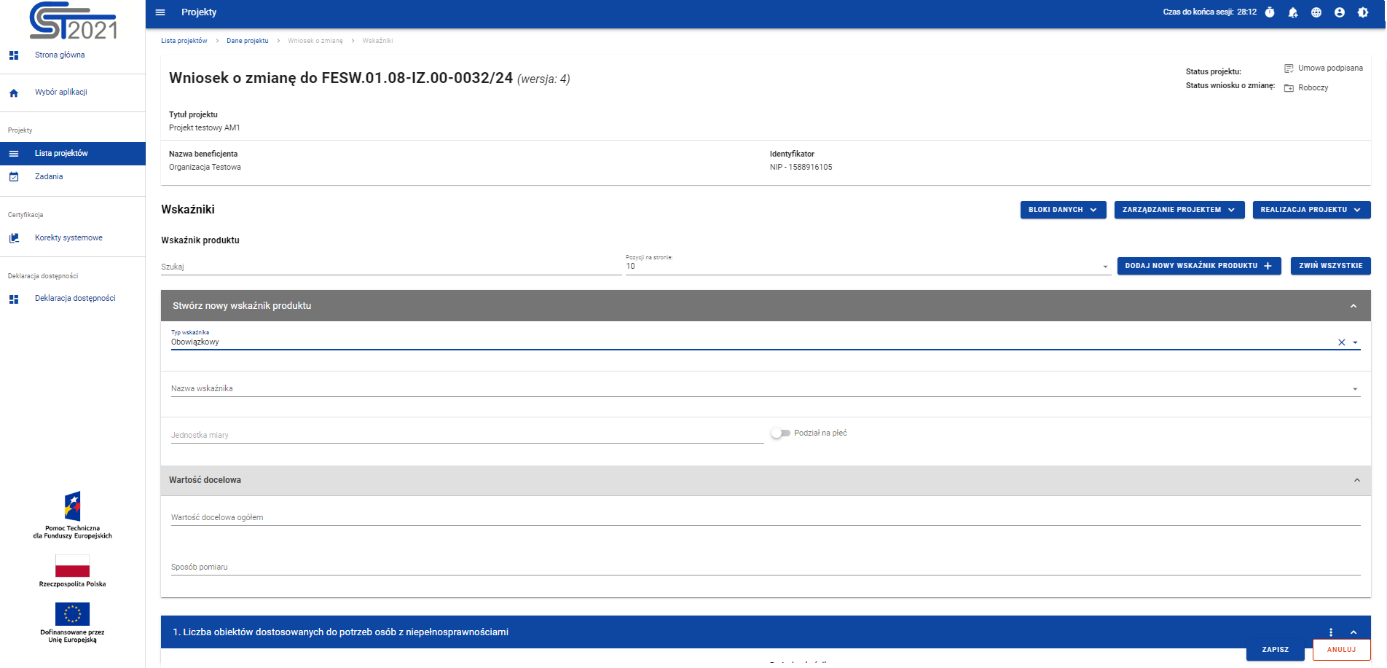 CST2021
Projekty
Czas do końca sesji: 28:12
Strona główna
Wybór aplikacji
Projekty
Lista projektów
Zadania
Certyfikacja
Korekty systemowe
Deklaracja dostępności
Deklaracja dostępności
Pomoc Techniczna
dla Funduszy Europejskich
Rzeczpospolita Polska
Dofinansowane przez
Unię Europejską
Lista projektów > Dane projektu > Wniosek o zmianę > Wskaźniki
Wniosek o zmianę do FESW.01.08-IZ.00-0032/24 (wersja: 4)
Status projektu: Umowa podpisana
Status wniosku o zmianę: Roboczy
Tytuł projektu
Projekt testowy AM1
Nazwa beneficjenta
Organizacja Testowa
Identyfikator
NIP - 1588916105
Wskaźniki
BLOKI DANYCH
ZARZĄDZANIE PROJEKTEM
REALIZACJA PROJEKTU
Wskaźnik produktu
Szukaj
Pozycji na stronie:
10
DODAJ NOWY WSKAŹNIK PRODUKTU +
ZWIŃ WSZYSTKIE
Stwórz nowy wskaźnik produktu
Typ wskaźnika
Obowiązkowy
Nazwa wskaźnika
Jednostka miary
Podział na płeć
Wartość docelowa
Wartość docelowa ogółem
Sposób pomiaru
1. Liczba obiektów dostosowanych do potrzeb osób z niepełnosprawnościami
ZAPISZ
ANULUJ